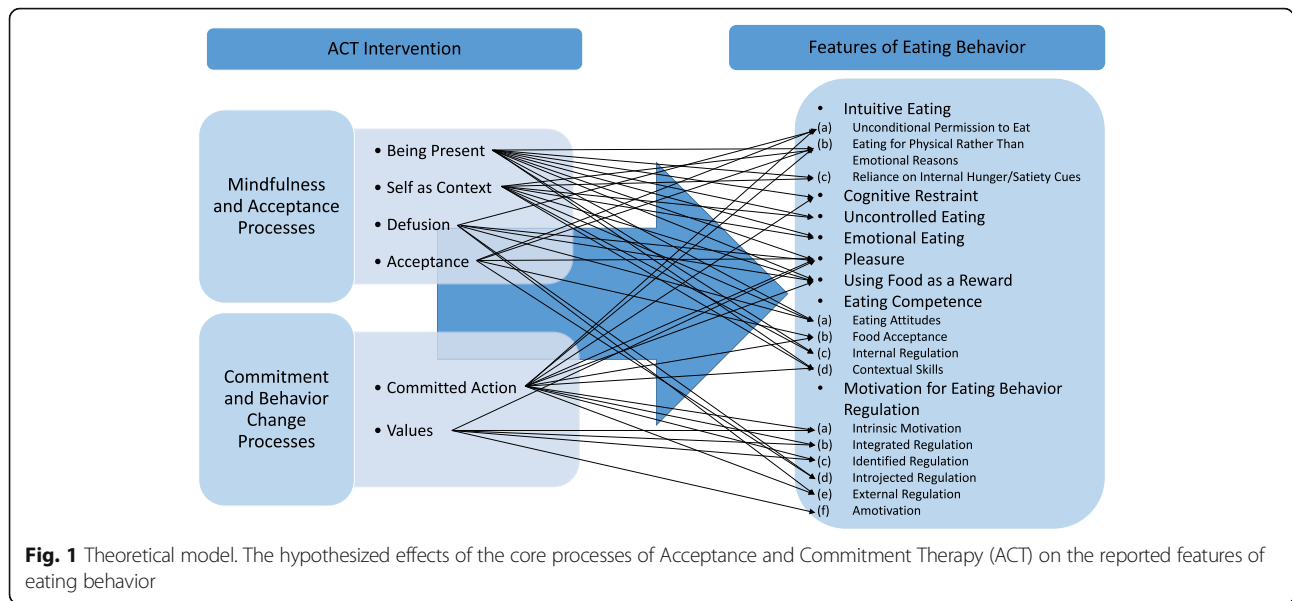 ACT Intervention
Features of Eating Behavior
Mindfulness
and Acceptance
Processes
• Being Present
• Self as Context
• Defusion
• Acceptance
Commitment
and Behavior
Change
Processes
• Committed Action
• Values
• Intuitive Eating
(a) Unconditional Permission to Eat
(b) Eating for Physical Rather Than
Emotional Reasons
(c) Reliance on Internal Hunger/Satiety Cues
• Cognitive Restraint
• Uncontrolled Eating
• Emotional Eating
• Pleasure
• Using Food as a Reward
• Eating Competence
(a) Eating Attitudes
(b) Food Acceptance
(c) Internal Regulation
(d) Contextual Skills
• Motivation for Eating Behavior
Regulation
(a) Intrinsic Motivation
(b) Integrated Regulation
(c) Identified Regulation
(d) Introjected Regulation
(e) External Regulation
(f) Amotivation
Fig. 1 Theoretical model. The hypothesized effects of the core processes of Acceptance and Commitment Therapy (ACT) on the reported features of
eating behavior